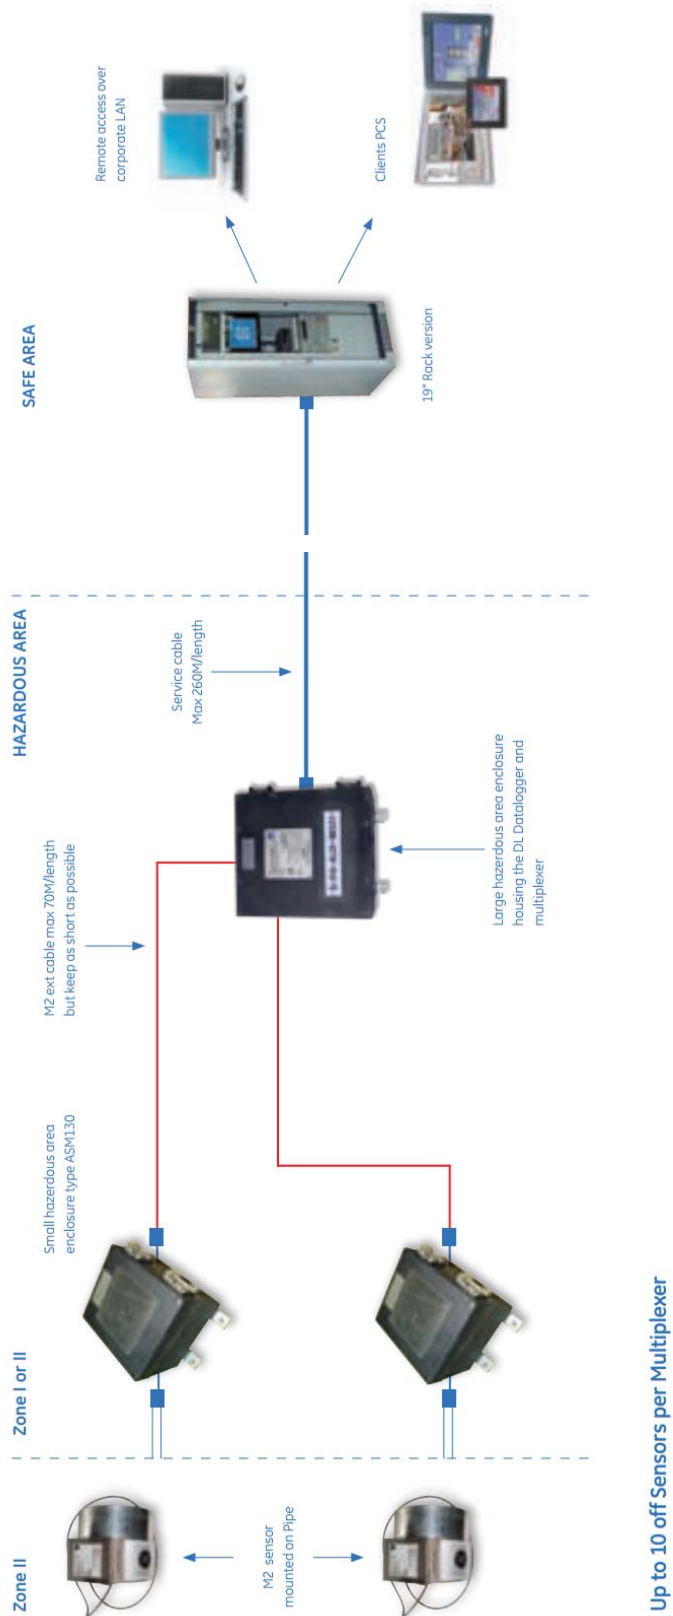 Zone II
Zone I or II
HAZARDOUS AREA
SAFE AREA
Small hazardous area
enclosure type ASM130
M2 ext cable max 70M/length
but keep as short as possible
Service cable
Max 260M/length
Remote access over
corporate LAN
M2 sensor
mounted on Pipe
Large hazerdous area enclosure
housing the DL Datalogger and
multiplexer
19" Rack version
Clients PCS
Up to 10 off Sensors per Multiplexer